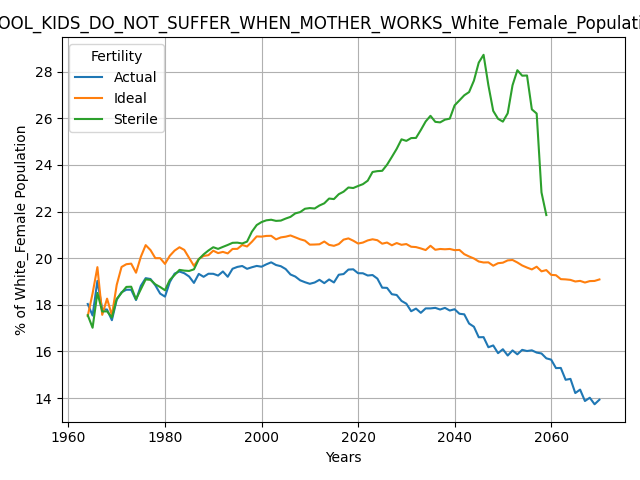 OOL_KIDS_DO_NOT_SUFFER_WHEN_MOTHER_WORKS_White_Female_Populati
Fertility
Actual
Ideal
Sterile
% of White_Female Population
28
26
24
22
20
18
16
14
1960
1980
2000
2020
2040
2060
Years